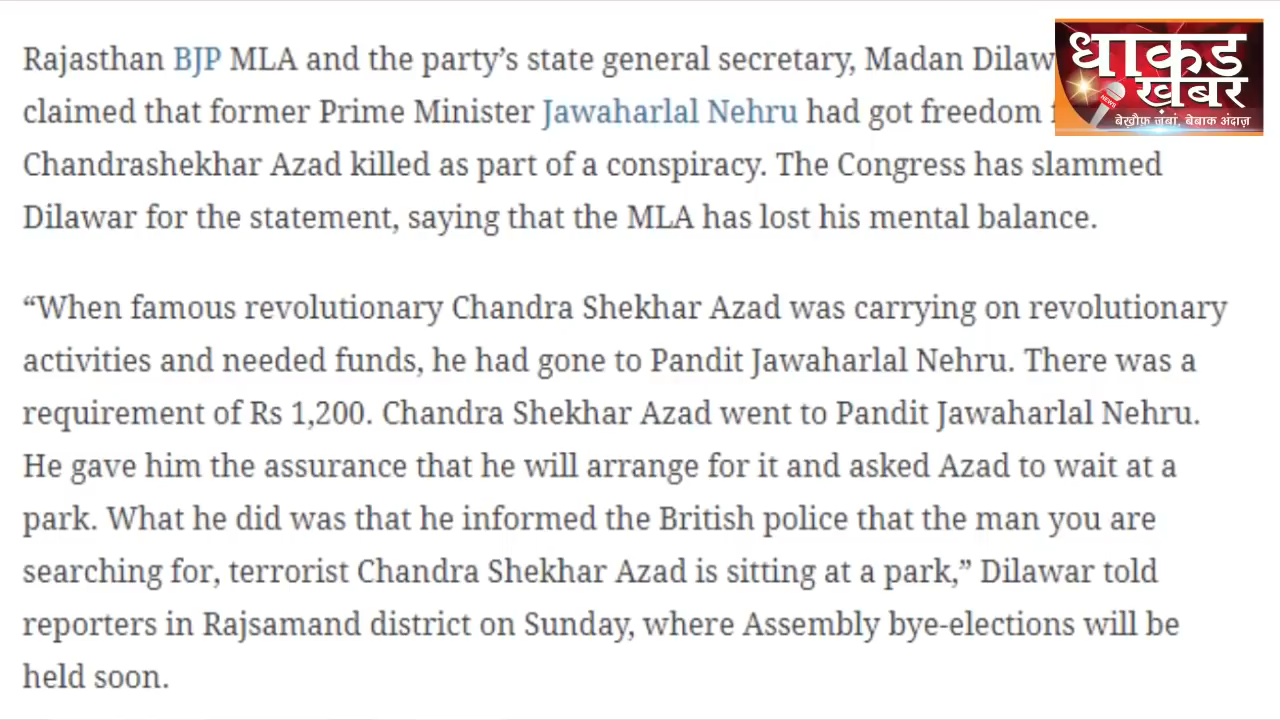 Rajasthan BJP MLA and the party's state general secretary, Madan
claimed that former Prime Minister Jawaharlal Nehru had got freedom
Chandrashekhar Azad killed as part of a conspiracy. The Congress has slammed
Dilawar for the statement, saying that the MLA has lost his mental balance.
“When famous revolutionary Chandra Shekhar Azad was carrying on revolutionary
activities and needed funds, he had gone to Pandit Jawaharlal Nehru. There was a
requirement of Rs 1,200. Chandra Shekhar Azad went to Pandit Jawaharlal Nehru.
He gave him the assurance that he will arrange for it and asked Azad to wait at a
park. What he did was that he informed the British police that the man you are
searching for, terrorist Chandra Shekhar Azad is sitting at a park,” Dilawar told
reporters in Rajsamand district on Sunday, where Assembly bye-elections will be
held soon.
धाकड़
खबर
NEWS
बेख़ौफ़ ज़बां, बेबाक अंदाज़